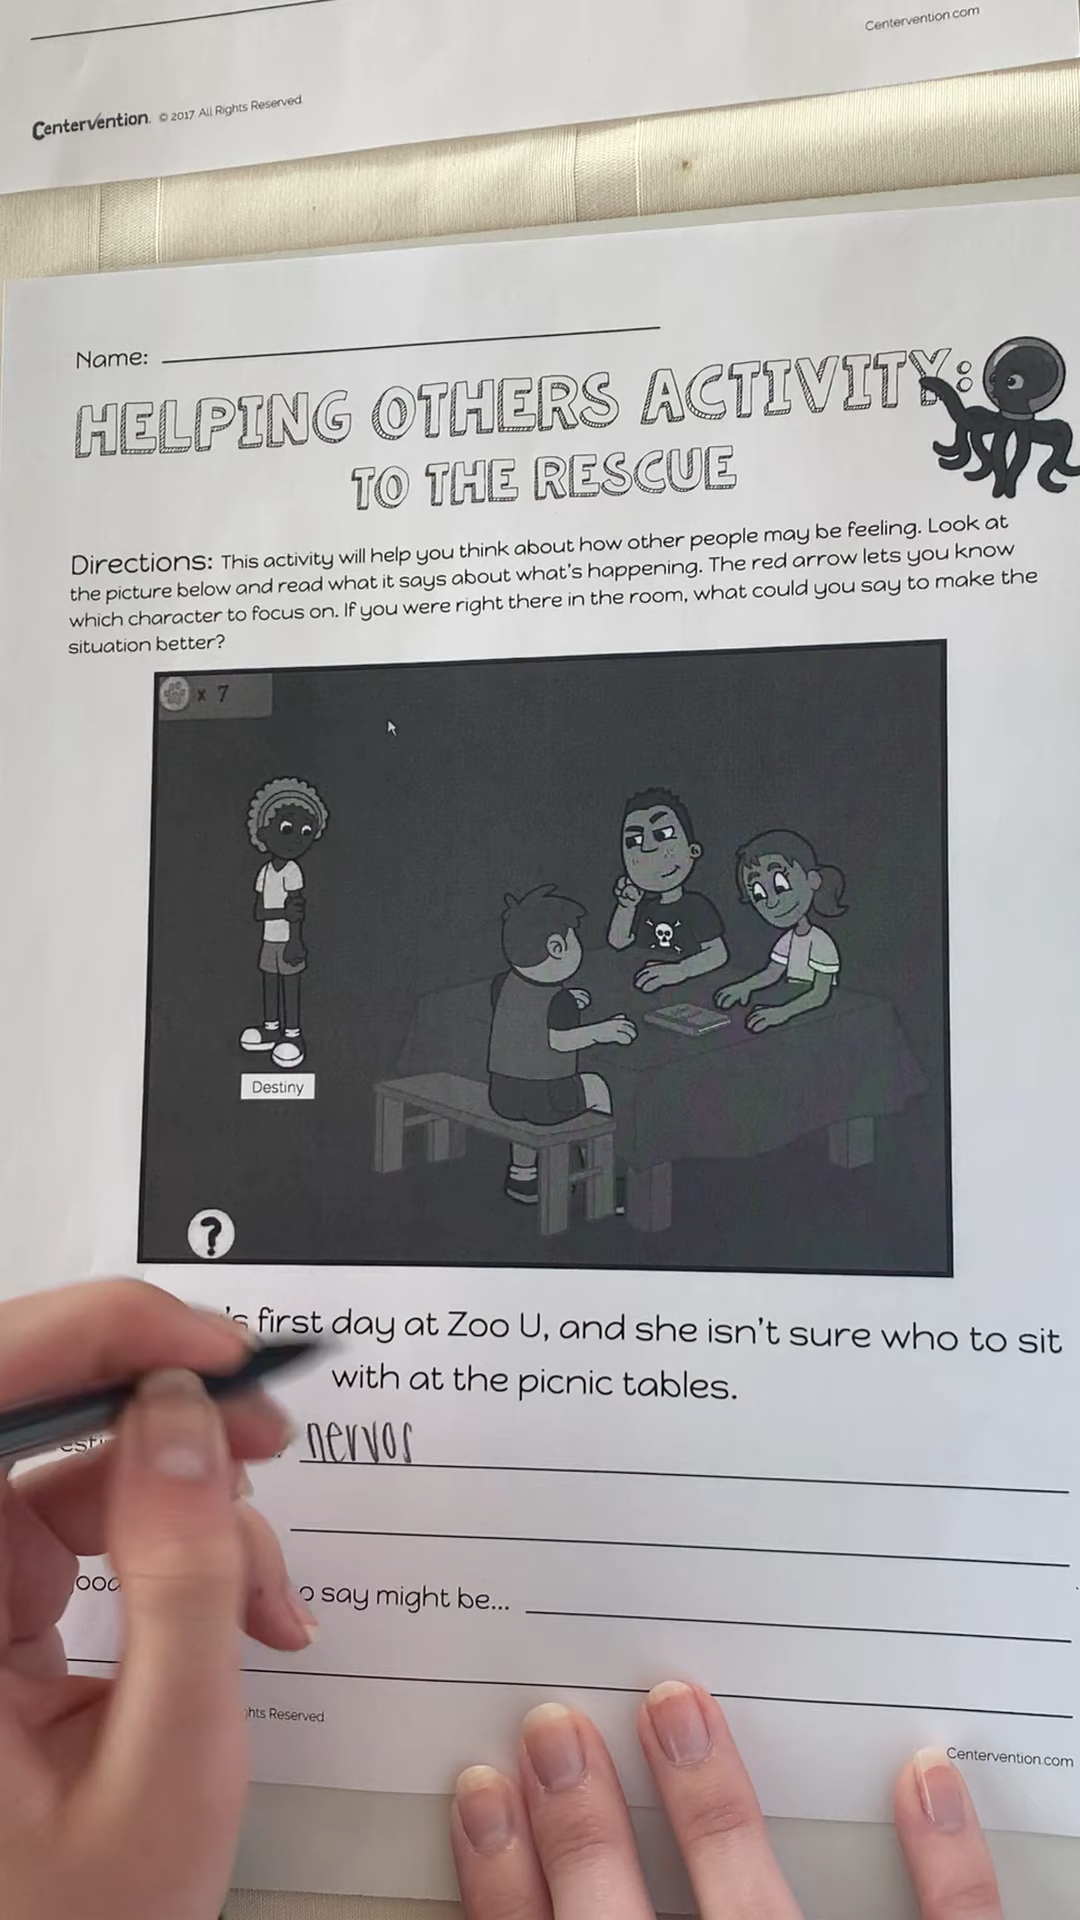 Centervention.com
Centervention. © 2017 All Rights Reserved.
Name:
HELPING OTHERS ACTIVITY:
TO THE RESCUE
Directions: This activity will help you think about how other people may be feeling. Look at
the picture below and read what it says about what's happening. The red arrow lets you know
which character to focus on. If you were right there in the room, what could you say to make the
situation better?
x 7
Destiny
?
first day at Zoo U, and she isn't sure who to sit
with at the picnic tables.
nervos
say might be...
Reserved
Centervention.com